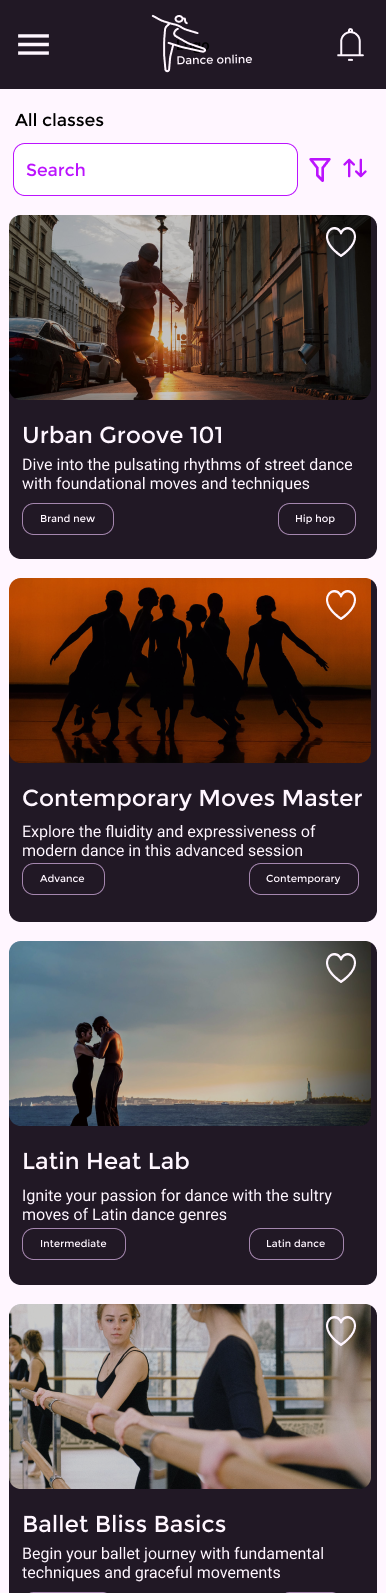 Dance online
All classes
Search
Urban Groove 101
Dive into the pulsating rhythms of street dance
with foundational moves and techniques
Brand new
Hip hop
Contemporary Moves Master
Explore the fluidity and expressiveness of
modern dance in this advanced session
Advance
Contemporary
Latin Heat Lab
Ignite your passion for dance with the sultry
moves of Latin dance genres
Intermediate
Latin dance
Ballet Bliss Basics
Begin your ballet journey with fundamental
techniques and graceful movements